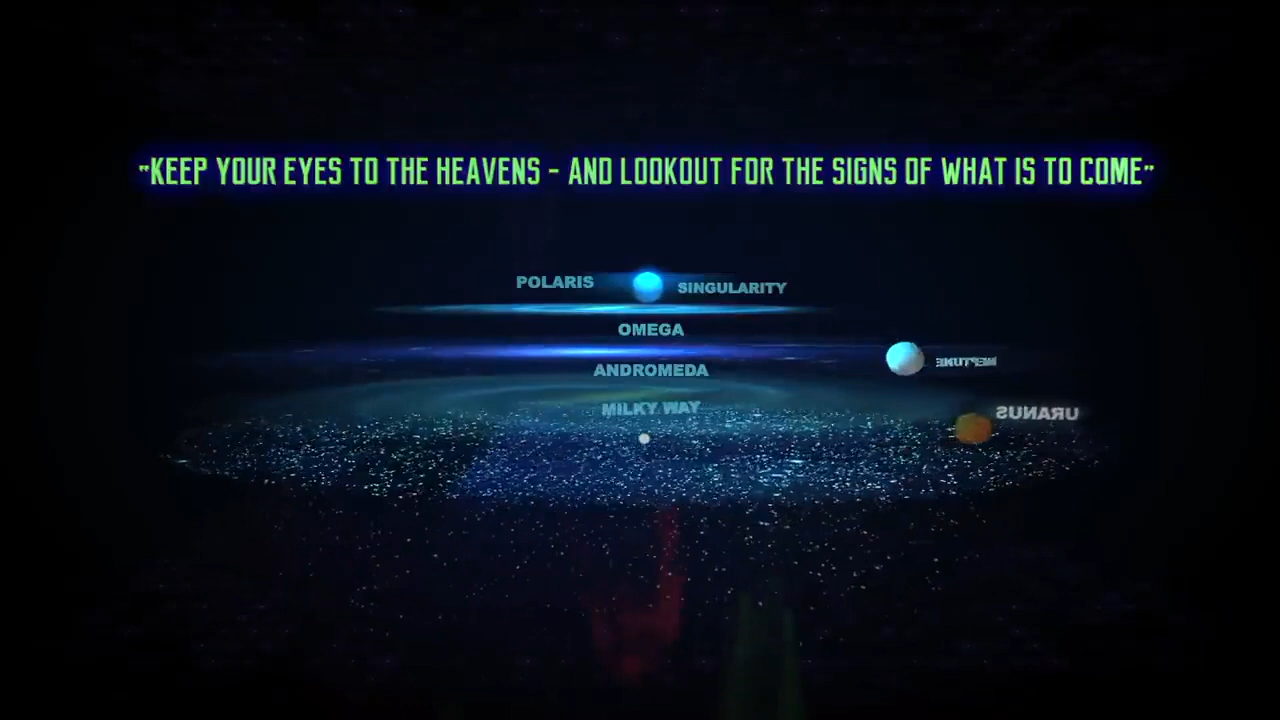 "KEEP YOUR EYES TO THE HEAVENS - AND LOOKOUT FOR THE SIGNS OF WHAT IS TO COME"
POLARIS
SINGULARITY
OMEGA
NEPTUNE
ANDROMEDA
MILKY WAY
URANUS